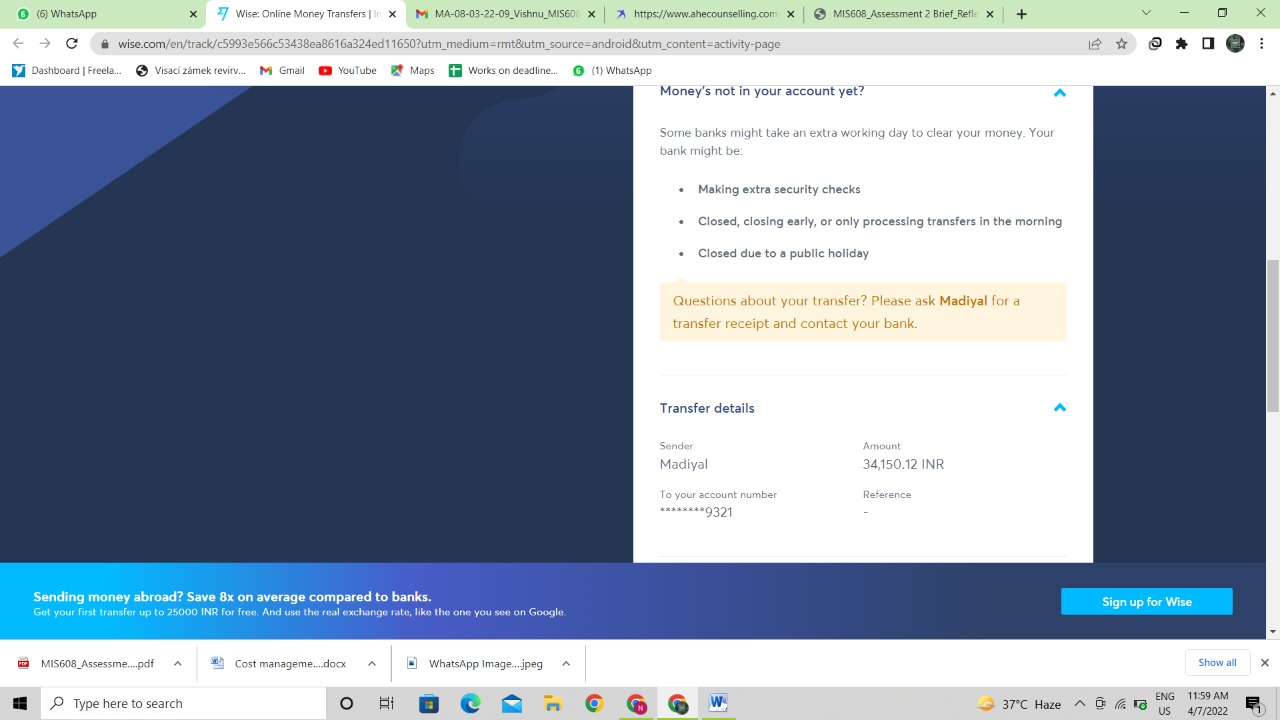 (6) WhatsApp
Wise: Online Money Transfers | In
MA-08-03-22-09_Vishnu_MIS608
https://www.ahecounselling.com
MIS608_Assessment 2 Brief_Refle
wise.com/en/track/c5993e566c53438ea8616a324ed11650?utm_medium=rmt&utm_source=android&utm_content=activity-page
Dashboard | Freela...
Visací zámek revirv...
Gmail
YouTube
Maps
Works on deadline...
(1) WhatsApp
Money's not in your account yet?
Some banks might take an extra working day to clear your money. Your
bank might be:
• Making extra security checks
• Closed, closing early, or only processing transfers in the morning
• Closed due to a public holiday
Questions about your transfer? Please ask Madiyal for a
transfer receipt and contact your bank.
Transfer details
Sender
Madiyal
Amount
34,150.12 INR
To your account number
********9321
Reference
-
Sending money abroad? Save 8x on average compared to banks.
Get your first transfer up to 25000 INR for free. And use the real exchange rate, like the one you see on Google.
Sign up for Wise
MIS608_Assessme....pdf
Cost manageme....docx
WhatsApp Image....jpeg
Show all
Type here to search
37°C Haze
ENG
US
11:59 AM
4/7/2022